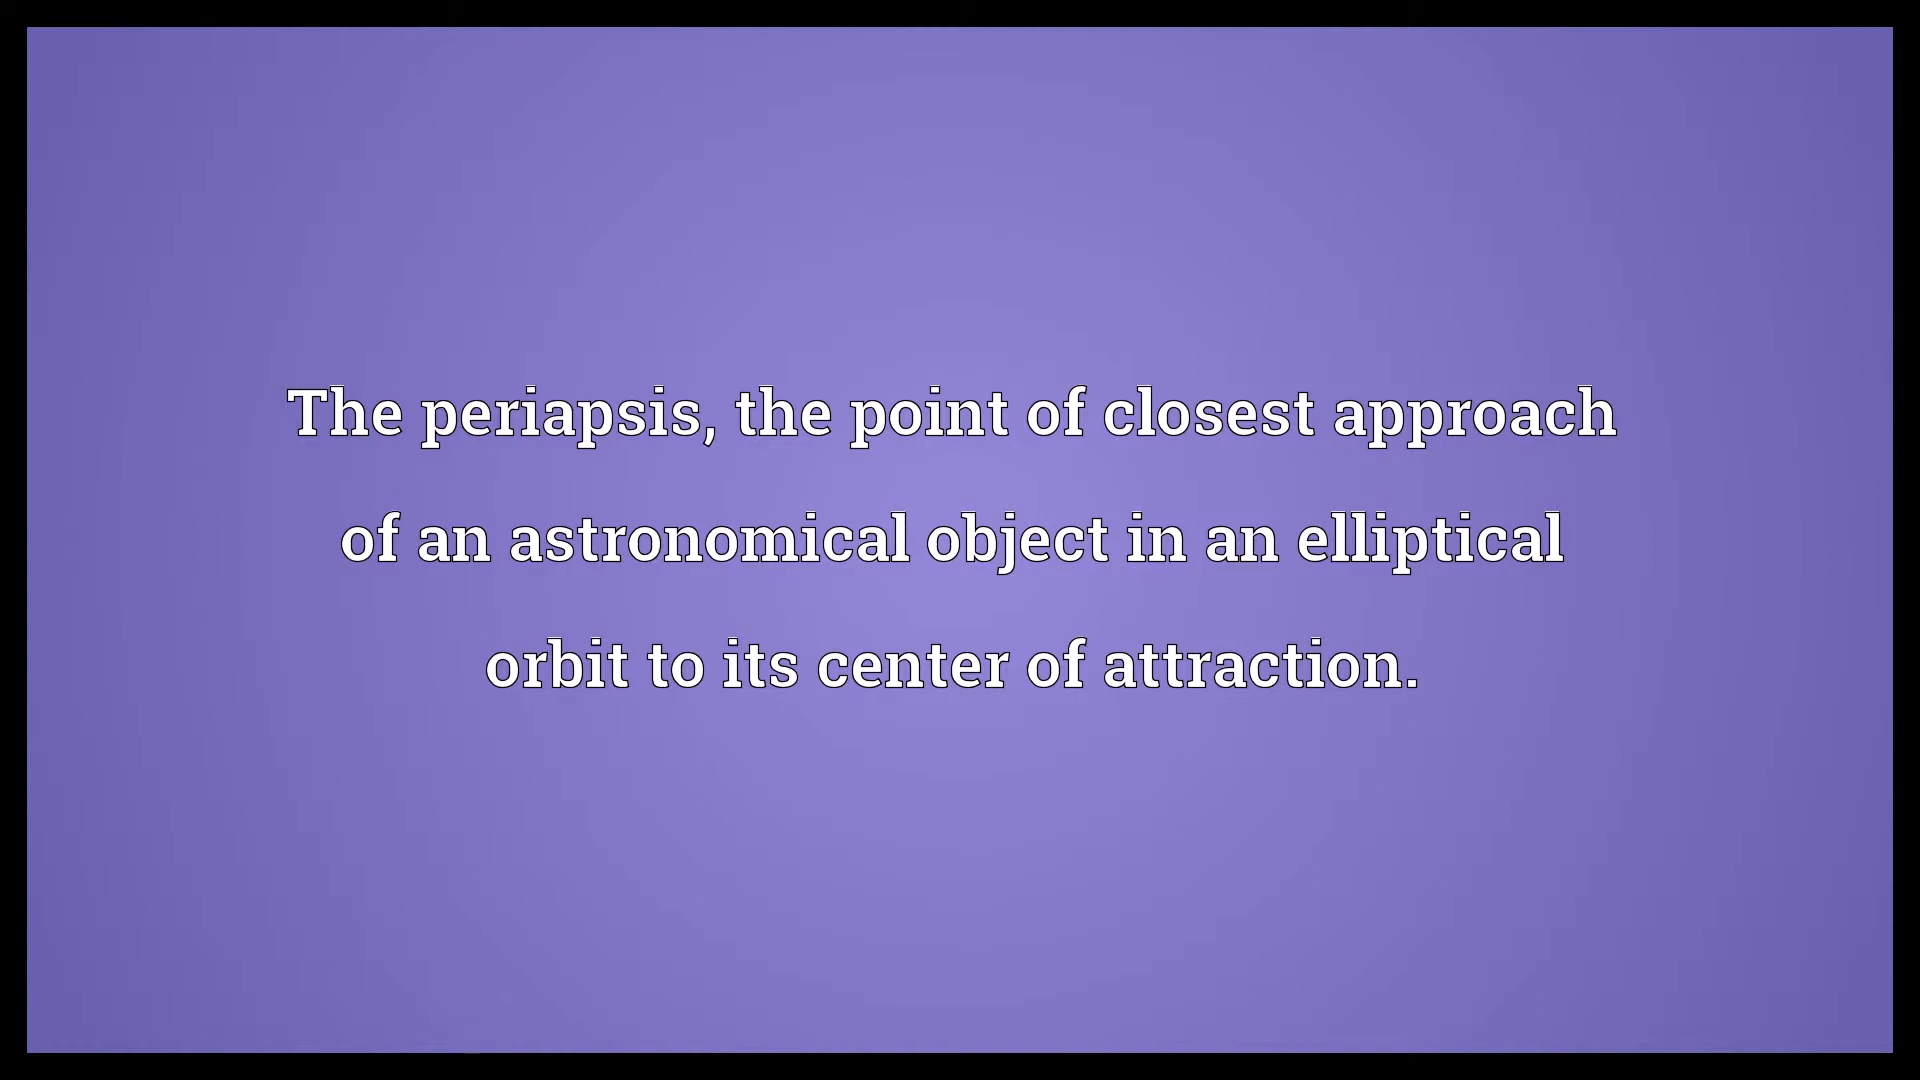 The periapsis, the point of closest approach
of an astronomical object in an elliptical
orbit to its center of attraction.